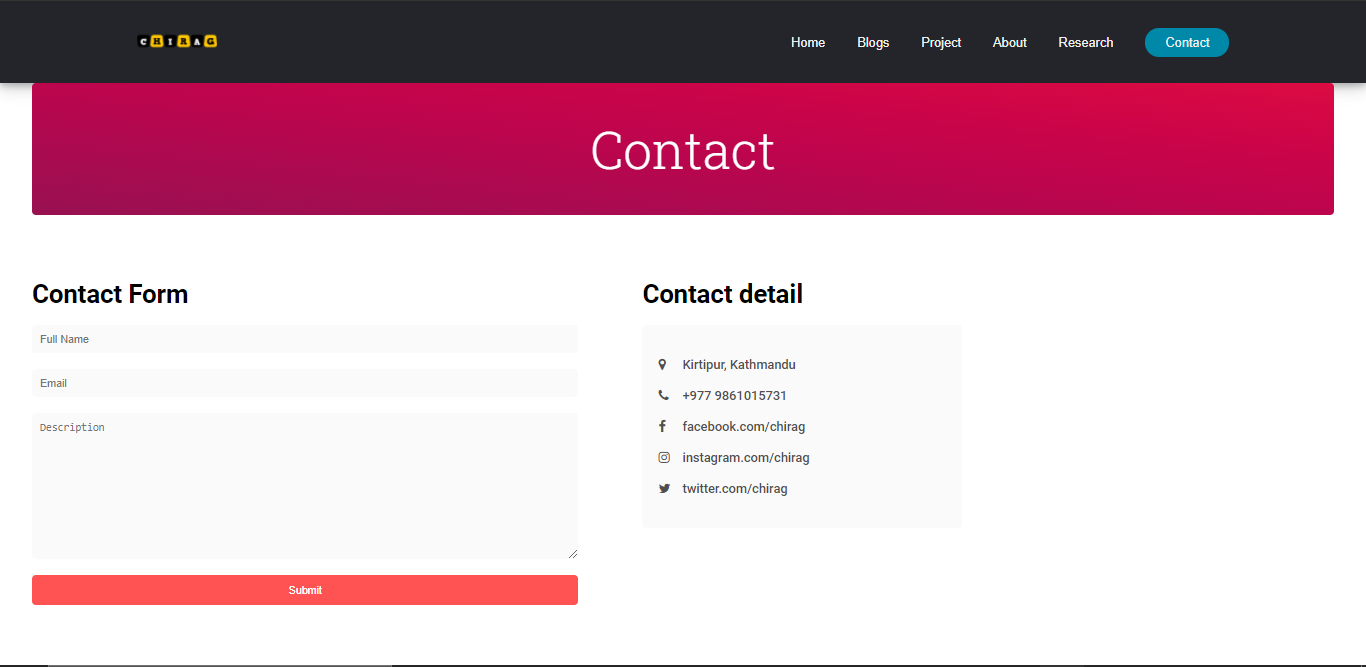 CHIRAG
Home Blogs Project About Research Contact
Contact
Contact Form
Full Name
Email
Description
Submit
Contact detail
Kirtipur, Kathmandu
+977 9861015731
facebook.com/chirag
instagram.com/chirag
twitter.com/chirag